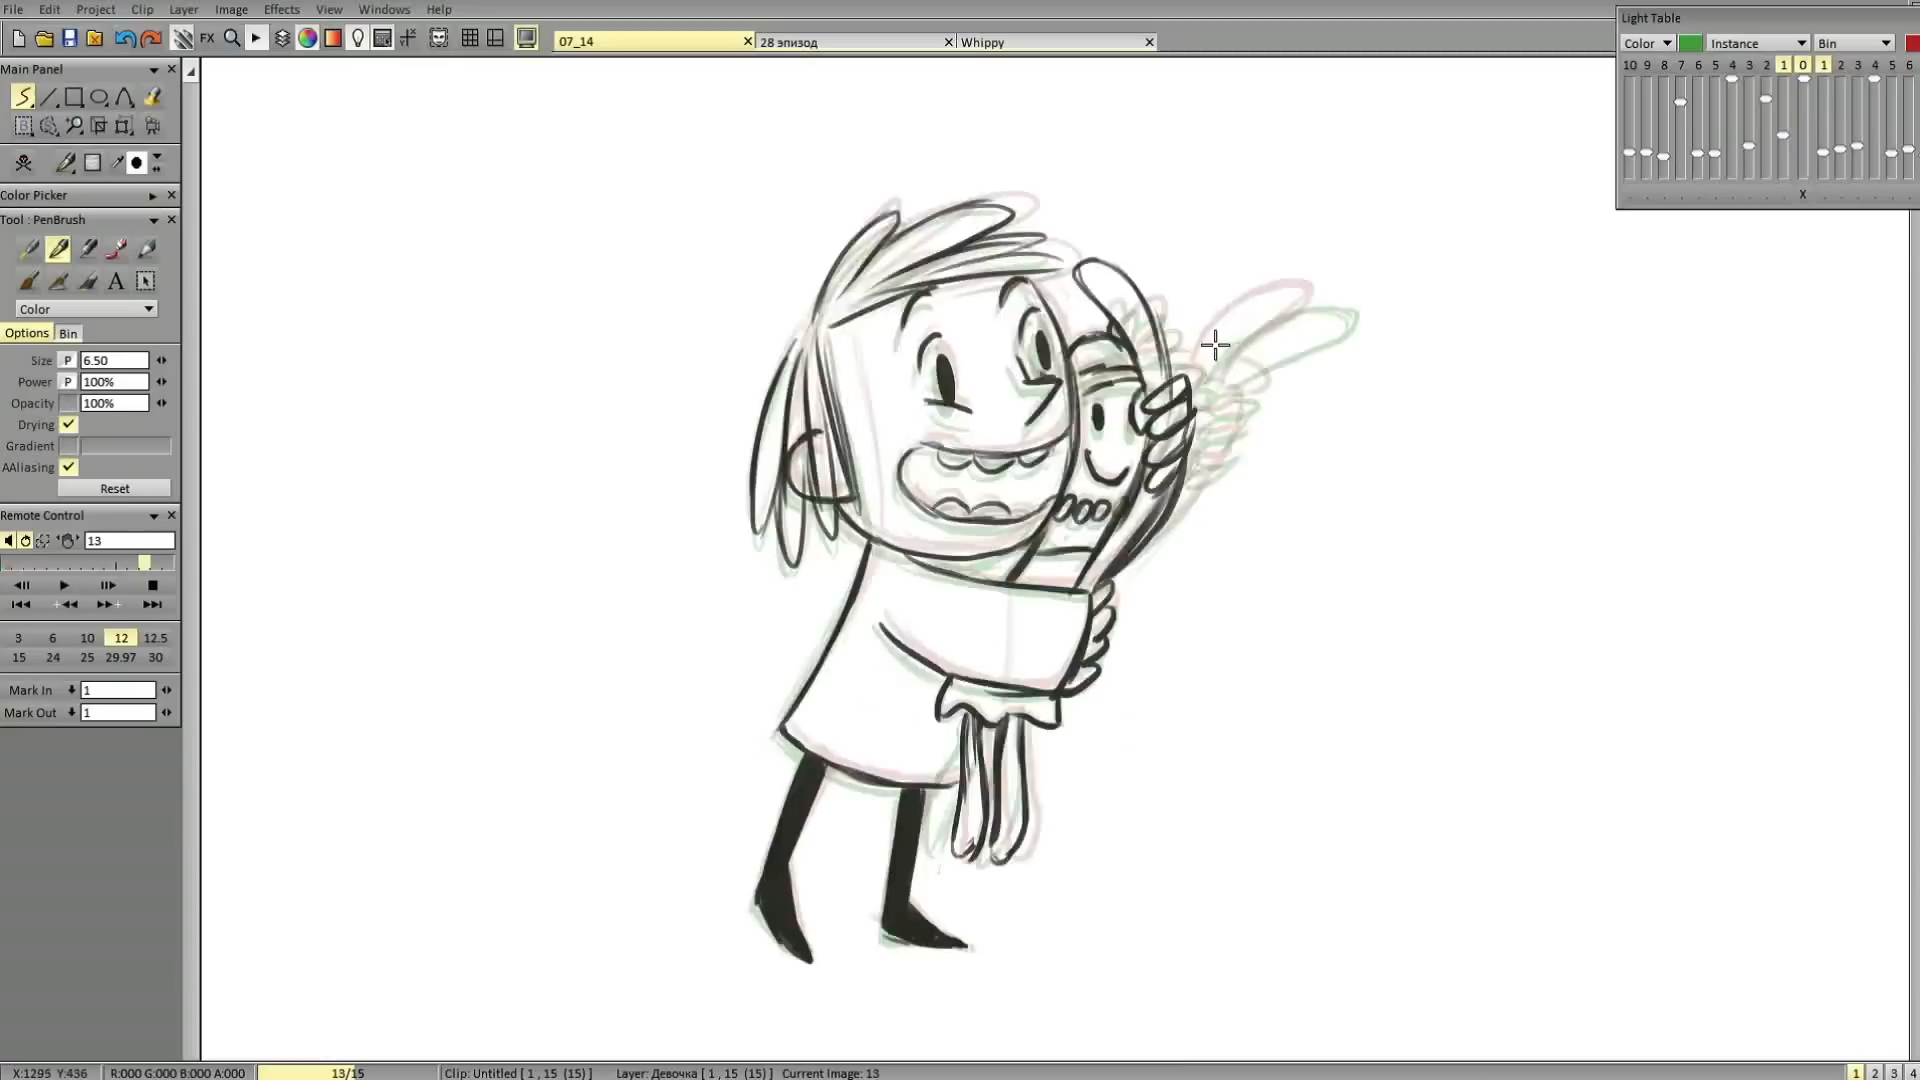 File Edit Project Clip Layer Image Effects View Windows Help
FX
07_14
28 эпизод
Whippy
Light Table
Color Instance Bin
10 9 8 7 6 5 4 3 2 1 0 1 2 3 4 5 6
X
Main Panel
Color Picker
Tool : PenBrush
A
Color
Options Bin
Size P 6.50
Power P 100%
Opacity 100%
Drying
Gradient
AAliasing
Reset
Remote Control
13
3 6 10 12 12.5
15 24 25 29.97 30
Mark In 1
Mark Out 1
X:1295 Y:436 R:000 G:000 B:000 A:000 13/15 Clip: Untitled [ 1 , 15 (15) ] Layer: Девочка [ 1 , 15 (15) ] Current Image: 13 1 2 3 4